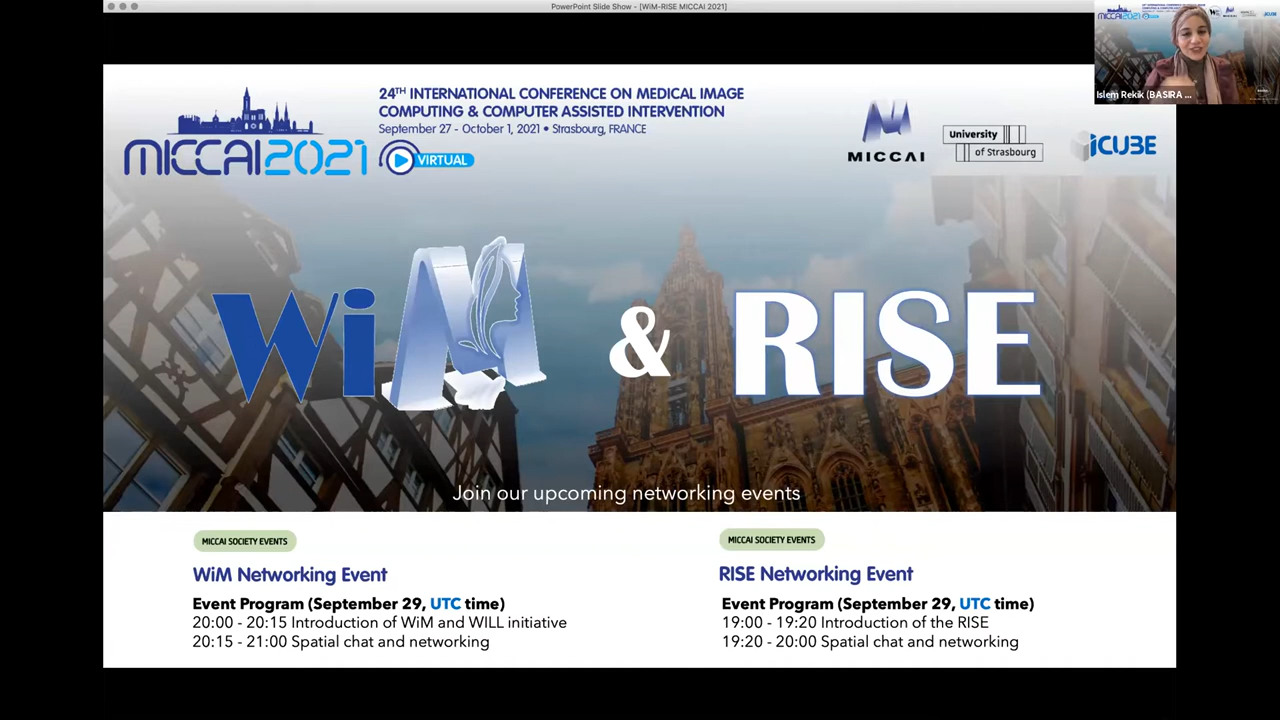 PowerPoint Slide Show - [WiM-RISE MICCAI 2021]
Islem Rekik (BASIRA ...
MICCAI2021
24TH INTERNATIONAL CONFERENCE ON MEDICAL IMAGE
COMPUTING & COMPUTER ASSISTED INTERVENTION
September 27 - October 1, 2021 • Strasbourg, FRANCE
VIRTUAL
MICCAI
University
of Strasbourg
iCUBE
WiM & RISE
Join our upcoming networking events
MICCAI SOCIETY EVENTS
WiM Networking Event
Event Program (September 29, UTC time)
20:00 - 20:15 Introduction of WiM and WILL initiative
20:15 - 21:00 Spatial chat and networking
MICCAI SOCIETY EVENTS
RISE Networking Event
Event Program (September 29, UTC time)
19:00 - 19:20 Introduction of the RISE
19:20 - 20:00 Spatial chat and networking